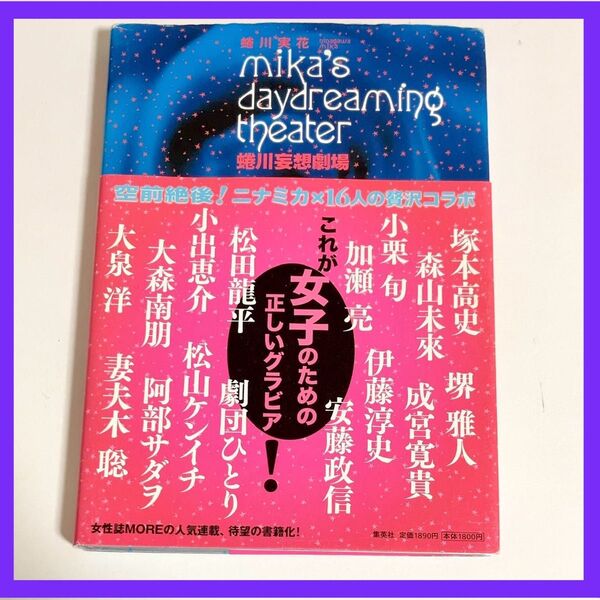 蜷川実花
ninagawa
mika
mika's
daydreaming
theater
蜷川妄想劇場
空前絶後!ニナミカ×16人の贅沢コラボ
塚本高史
森山未來
小栗 旬
加瀬 亮
これが
女子のための
正しいグラビア!
松田龍平
小出恵介
大森南朋
大泉 洋
堺 雅人
成宮寛貴
伊藤淳史
安藤政信
劇団ひとり
松山ケンイチ
阿部サダヲ
妻夫木 聡
女性誌MOREの人気連載、待望の書籍化!
集英社 定価1890円 本体1800円